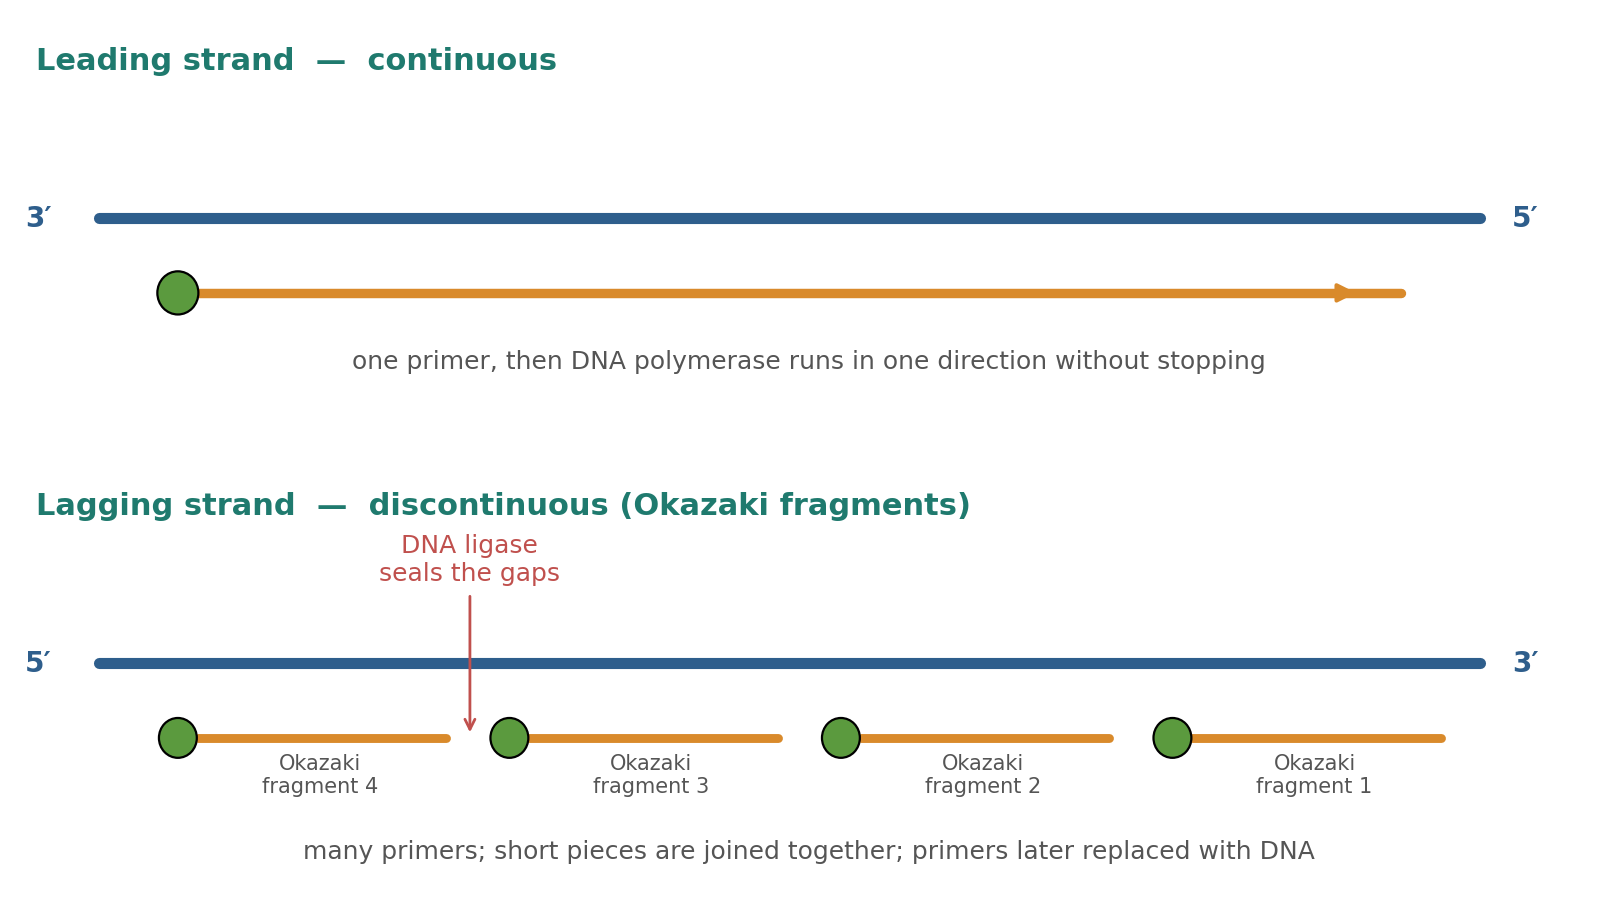 Leading strand — continuous
3′
5′
one primer, then DNA polymerase runs in one direction without stopping
Lagging strand — discontinuous (Okazaki fragments)
DNA ligase
seals the gaps
5′
3′
Okazaki
fragment 4
Okazaki
fragment 3
Okazaki
fragment 2
Okazaki
fragment 1
many primers; short pieces are joined together; primers later replaced with DNA